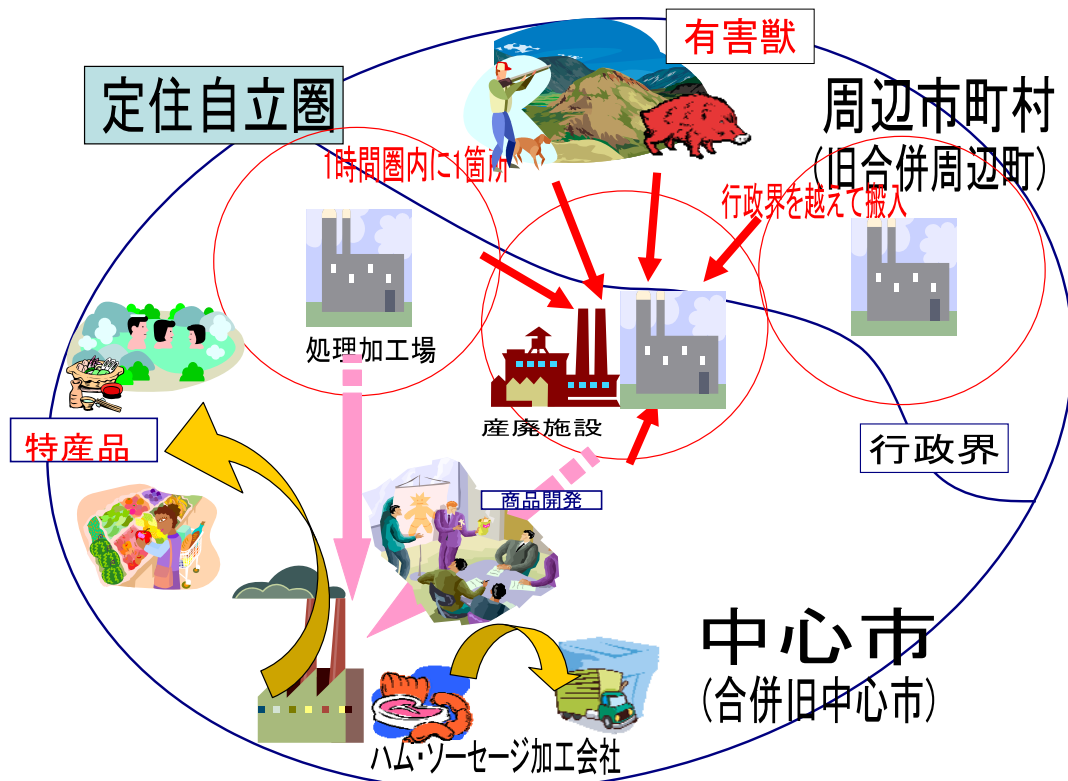 有害獣
定住自立圏
周辺市町村
(旧合併周辺町)
1時間圏内に1箇所
行政界を越えて搬入
処理加工場
産廃施設
特産品
行政界
商品開発
中心市
(合併旧中心市)
ハム・ソーセージ加工会社